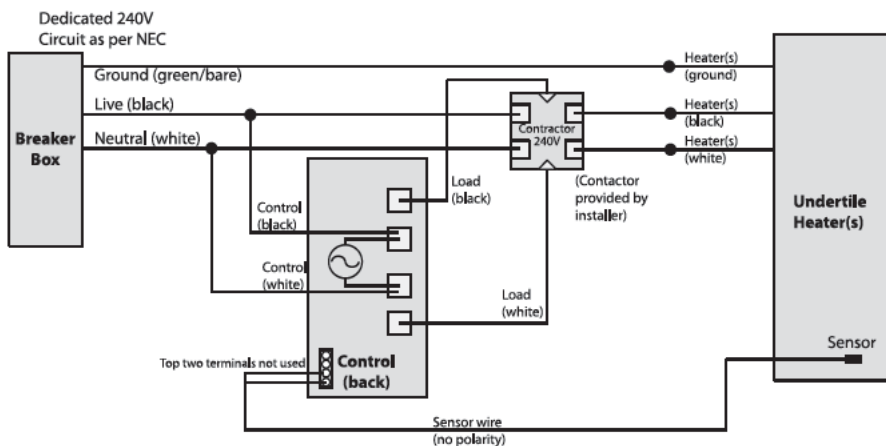 Dedicated 240V
Circuit as per NEC
Breaker
Box
Ground (green/bare)
Live (black)
Neutral (white)
Heater(s)
(ground)
Heater(s)
(black)
Heater(s)
(white)
Contractor
240V
(Contactor
provided by
installer)
Load
(black)
Control
(black)
Control
(white)
Load
(white)
Undertile
Heater(s)
Sensor
Top two terminals not used
Control
(back)
Sensor wire
(no polarity)